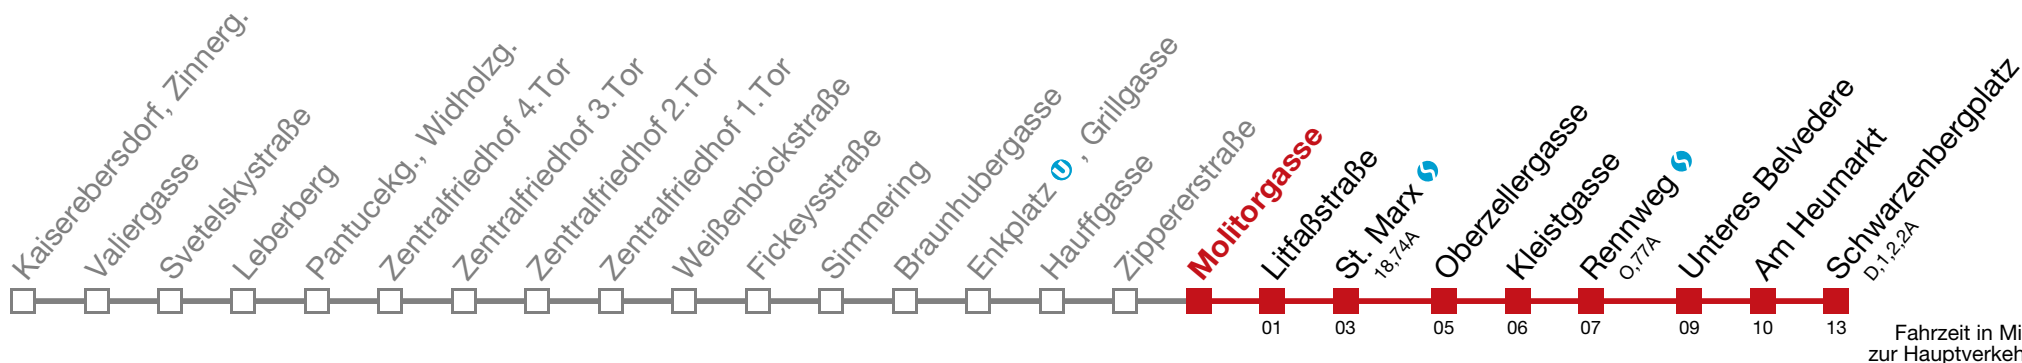 Kaiserebersdorf, Zinnerg.
Valiergasse
Svetelskystraße
Leberberg
Pantucekg., Widholzg.
Zentralfriedhof 4.Tor
Zentralfriedhof 3.Tor
Zentralfriedhof 2.Tor
Zentralfriedhof 1.Tor
Weißenböckstraße
Fickeysstraße
Simmering
Braunhubergasse
Enkplatz U , Grillgasse
Hauffgasse
Zippererstraße
Molitorgasse
Litfaßstraße
St. Marx S
18,74A
Oberzellergasse
Kleistgasse
Rennweg S
O,77A
Unteres Belvedere
Am Heumarkt
Schwarzenbergplatz
D,1,2,2A
01 03 05 06 07 09 10 13
Fahrzeit in Mi
zur Hauptverkeh